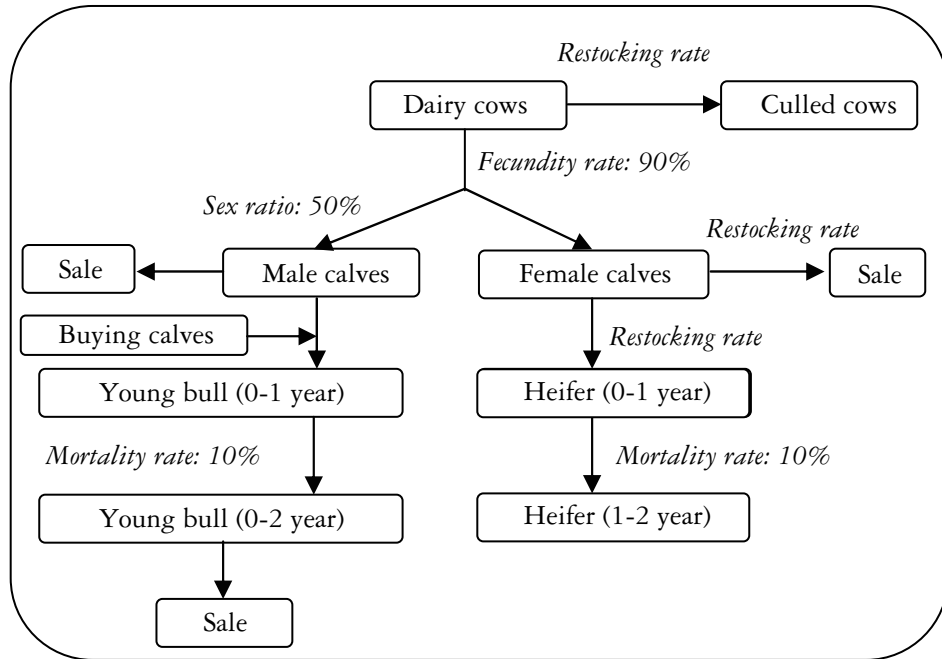 Restocking rate
Dairy cows
Culled cows
Fecundity rate: 90%
Sex ratio: 50%
Restocking rate
Sale
Male calves
Female calves
Sale
Buying calves
Restocking rate
Young bull (0-1 year)
Heifer (0-1 year)
Mortality rate: 10%
Mortality rate: 10%
Young bull (0-2 year)
Heifer (1-2 year)
Sale